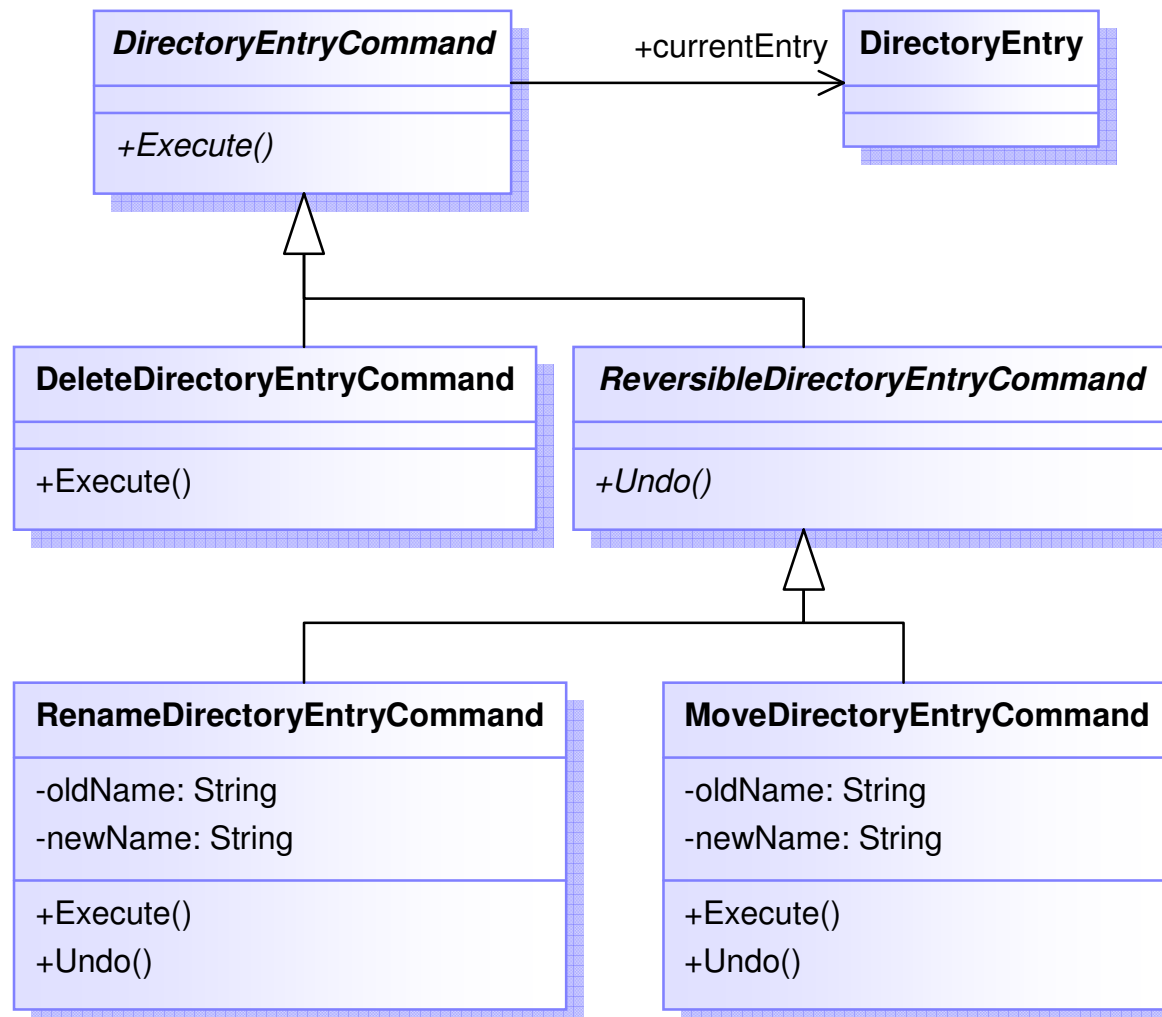 DirectoryEntryCommand
+Execute()
+currentEntry
DirectoryEntry
DeleteDirectoryEntryCommand
+Execute()
ReversibleDirectoryEntryCommand
+Undo()
RenameDirectoryEntryCommand
-oldName: String
-newName: String
+Execute()
+Undo()
MoveDirectoryEntryCommand
-oldName: String
-newName: String
+Execute()
+Undo()